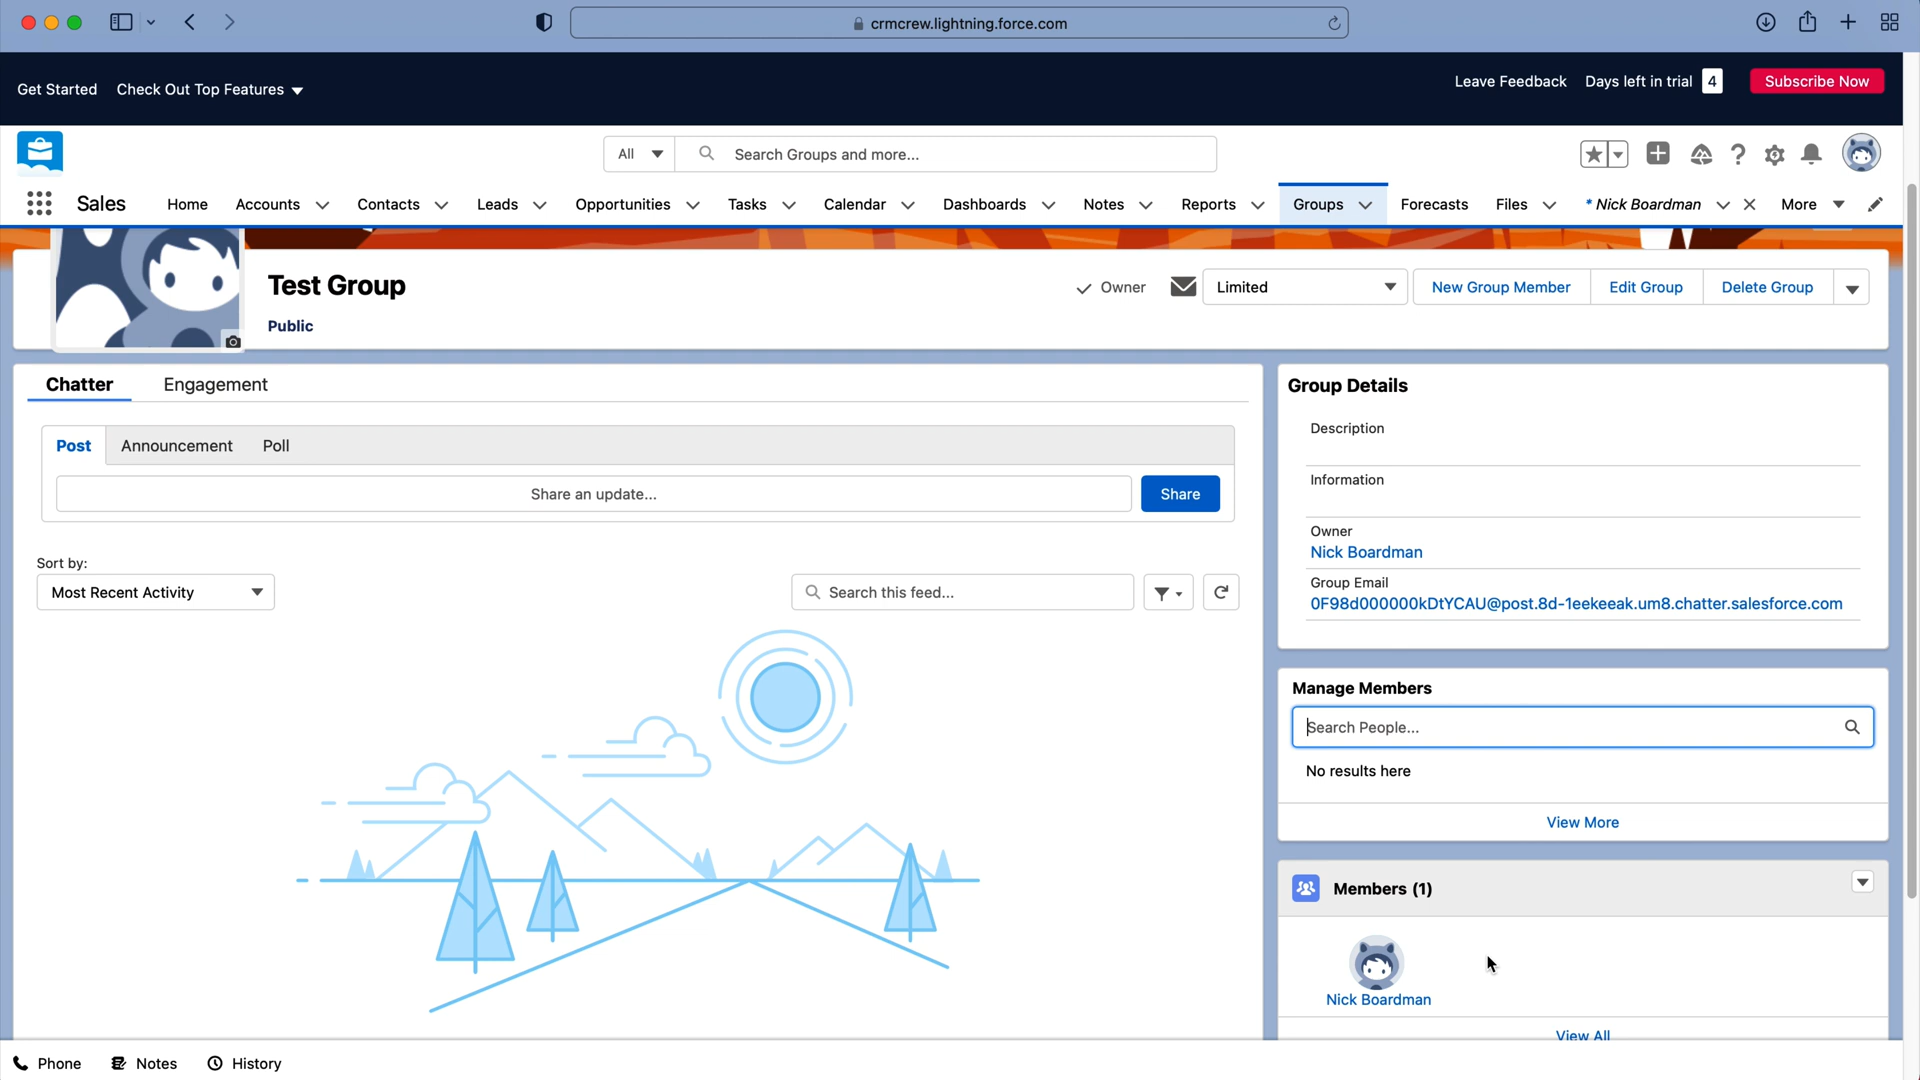 crmcrew.lightning.force.com
Get Started Check Out Top Features
Leave Feedback Days left in trial 4 Subscribe Now
All Search Groups and more...
Sales Home Accounts Contacts Leads Opportunities Tasks Calendar Dashboards Notes Reports Groups Forecasts Files * Nick Boardman More
Test Group
Public
Owner Limited New Group Member Edit Group Delete Group
Chatter Engagement
Post Announcement Poll
Share an update... Share
Sort by:
Most Recent Activity
Search this feed...
Group Details
Description
Information
Owner
Nick Boardman
Group Email
0F98d000000kDtYCAU@post.8d-1eekeeak.um8.chatter.salesforce.com
Manage Members
Search People...
No results here
View More
Members (1)
Nick Boardman
View All
Phone Notes History